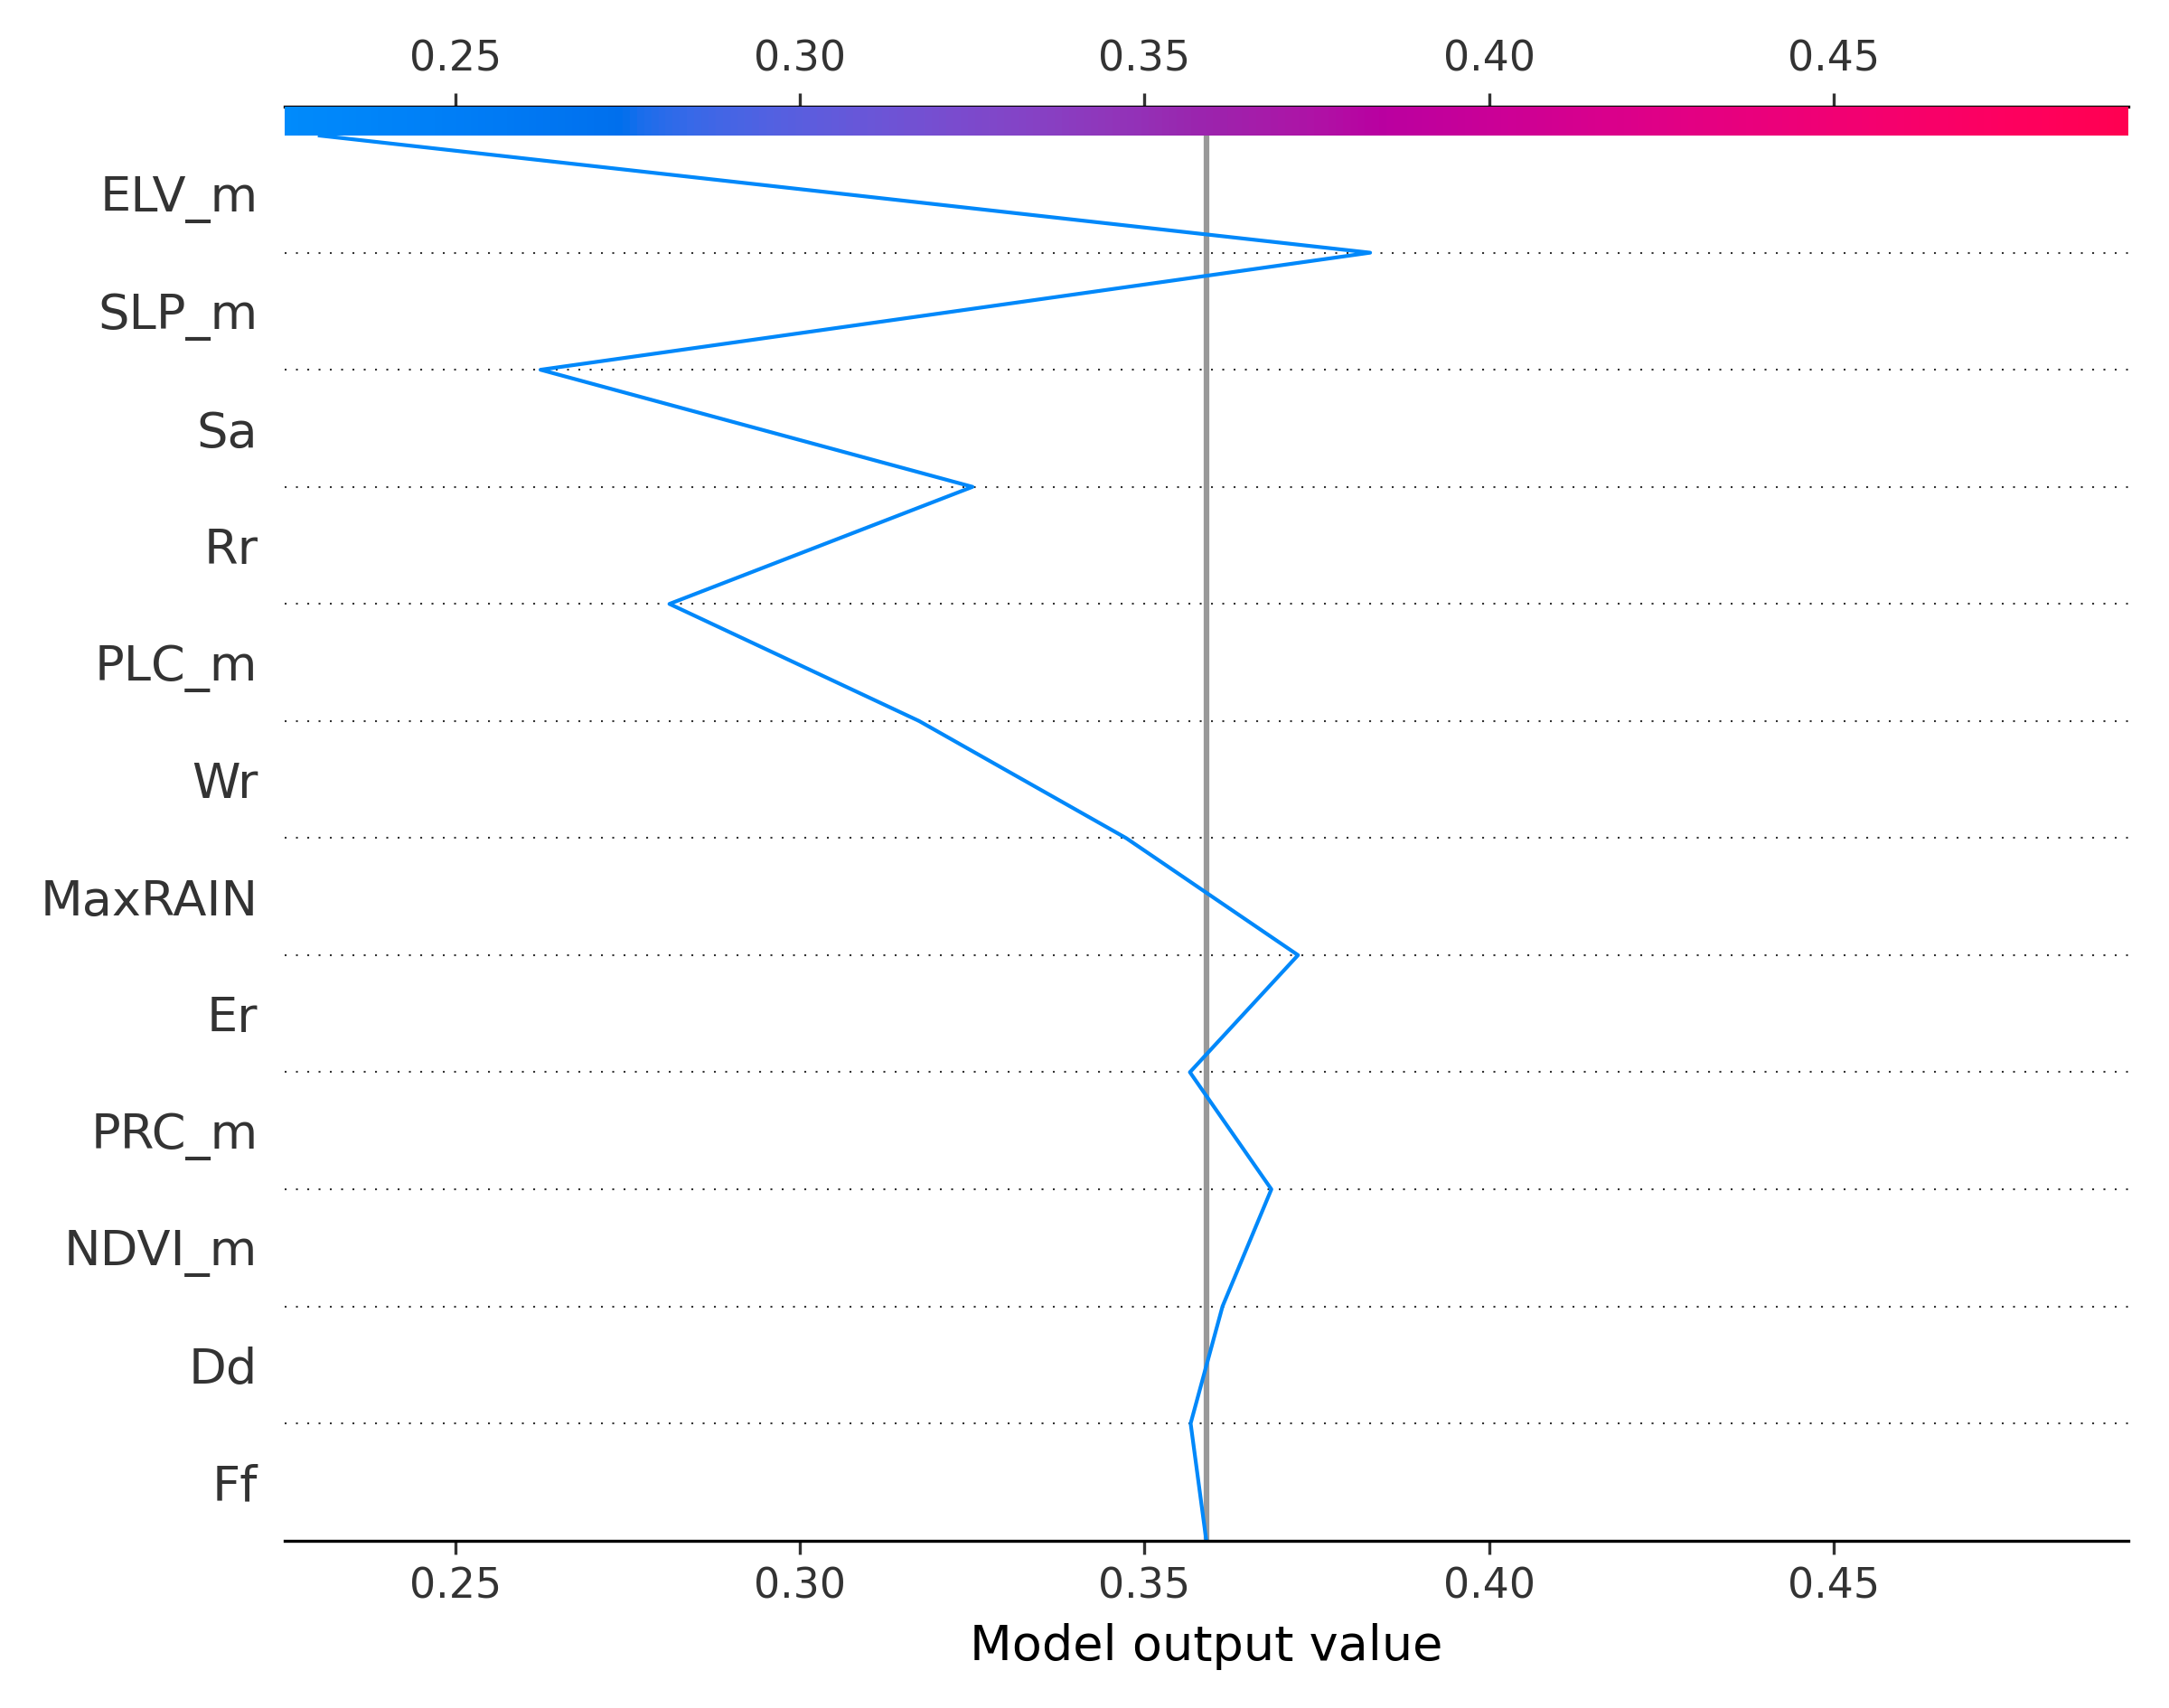 0.25 0.30 0.35 0.40 0.45
ELV_m
SLP_m
Sa
Rr
PLC_m
Wr
MaxRAIN
Er
PRC_m
NDVI_m
Dd
Ff
0.25 0.30 0.35 0.40 0.45
Model output value